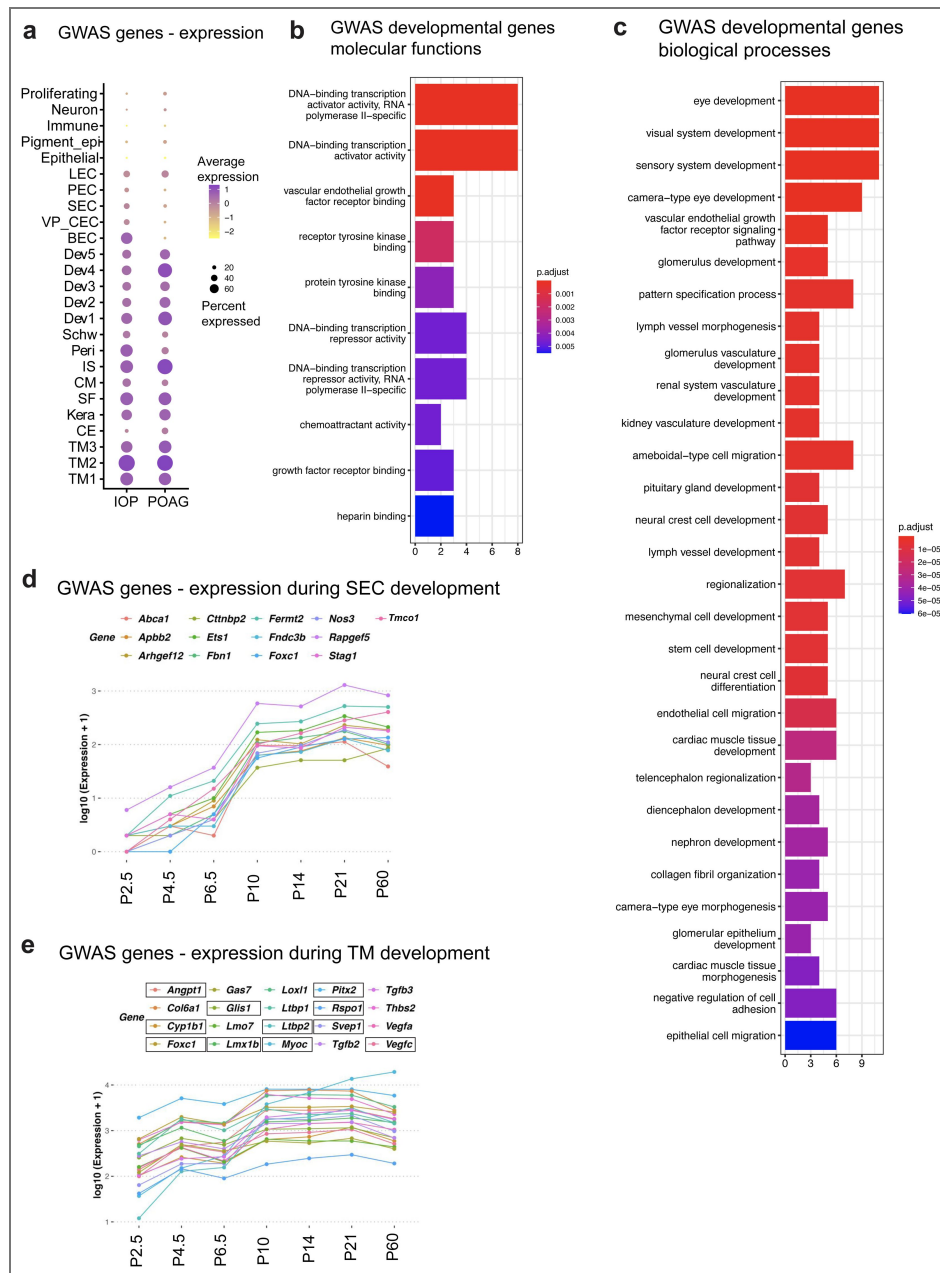 a GWAS genes - expression
Proliferating
Neuron
Immune
Pigment_epi
Epithelial
LEC
PEC
SEC
VP_CEC
BEC
Dev5
Dev4
Dev3
Dev2
Dev1
Schw
Peri
IS
CM
SF
Kera
CE
TM3
TM2
TM1
IOP POAG
Average
expression
1
0
-1
-2
20
40
60
Percent
expressed
b GWAS developmental genes
molecular functions
DNA-binding transcription
activator activity, RNA
polymerase II-specific
DNA-binding transcription
activator activity
vascular endothelial growth
factor receptor binding
receptor tyrosine kinase
binding
protein tyrosine kinase
binding
DNA-binding transcription
repressor activity
DNA-binding transcription
repressor activity, RNA
polymerase II-specific
chemoattractant activity
growth factor receptor binding
heparin binding
0 2 4 6 8
p.adjust
0.001
0.002
0.003
0.004
0.005
c GWAS developmental genes
biological processes
eye development
visual system development
sensory system development
camera-type eye development
vascular endothelial growth
factor receptor signaling
pathway
glomerulus development
pattern specification process
lymph vessel morphogenesis
glomerulus vasculature
development
renal system vasculature
development
kidney vasculature development
ameboidal-type cell migration
pituitary gland development
neural crest cell development
lymph vessel development
regionalization
mesenchymal cell development
stem cell development
neural crest cell
differentiation
endothelial cell migration
cardiac muscle tissue
development
telencephalon regionalization
diencephalon development
nephron development
collagen fibril organization
camera-type eye morphogenesis
glomerular epithelium
development
cardiac muscle tissue
morphogenesis
negative regulation of cell
adhesion
epithelial cell migration
0 3 6 9
p.adjust
1e-05
2e-05
3e-05
4e-05
5e-05
6e-05
d GWAS genes - expression during SEC development
Abca1 Cttnbp2 Fermt2 Nos3 Tmco1
Gene Apbb2 Ets1 Fndc3b Rapgef5
Arhgef12 Fbn1 Foxc1 Stag1
log10 (Expression + 1)
3
2
1
0
P2.5 P4.5 P6.5 P10 P14 P21 P60
e GWAS genes - expression during TM development
Angpt1 Gas7 Loxl1 Pitx2 Tgfb3
Col6a1 Glis1 Ltbp1 Rspo1 Thbs2
Gene
Cyp1b1 Lmo7 Ltbp2 Svep1 Vegfa
Foxc1 Lmx1b Myoc Tgfb2 Vegfc
log10 (Expression + 1)
4
3
2
1
P2.5 P4.5 P6.5 P10 P14 P21 P60